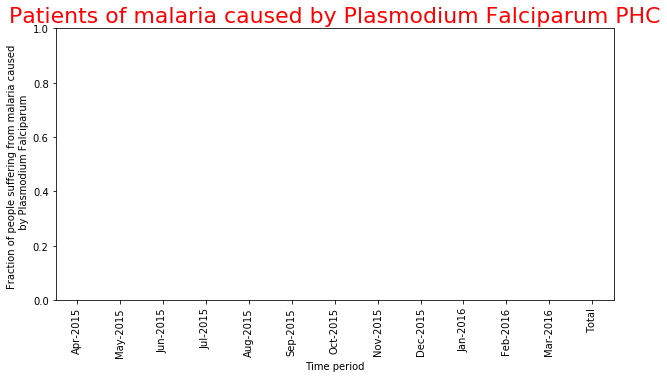 Patients of malaria caused by Plasmodium Falciparum PHC
Fraction of people suffering from malaria caused
by Plasmodium Falciparum
1.0
0.8
0.6
0.4
0.2
0.0
Apr-2015
May-2015
Jun-2015
Jul-2015
Aug-2015
Sep-2015
Oct-2015
Nov-2015
Dec-2015
Jan-2016
Feb-2016
Mar-2016
Total
Time period